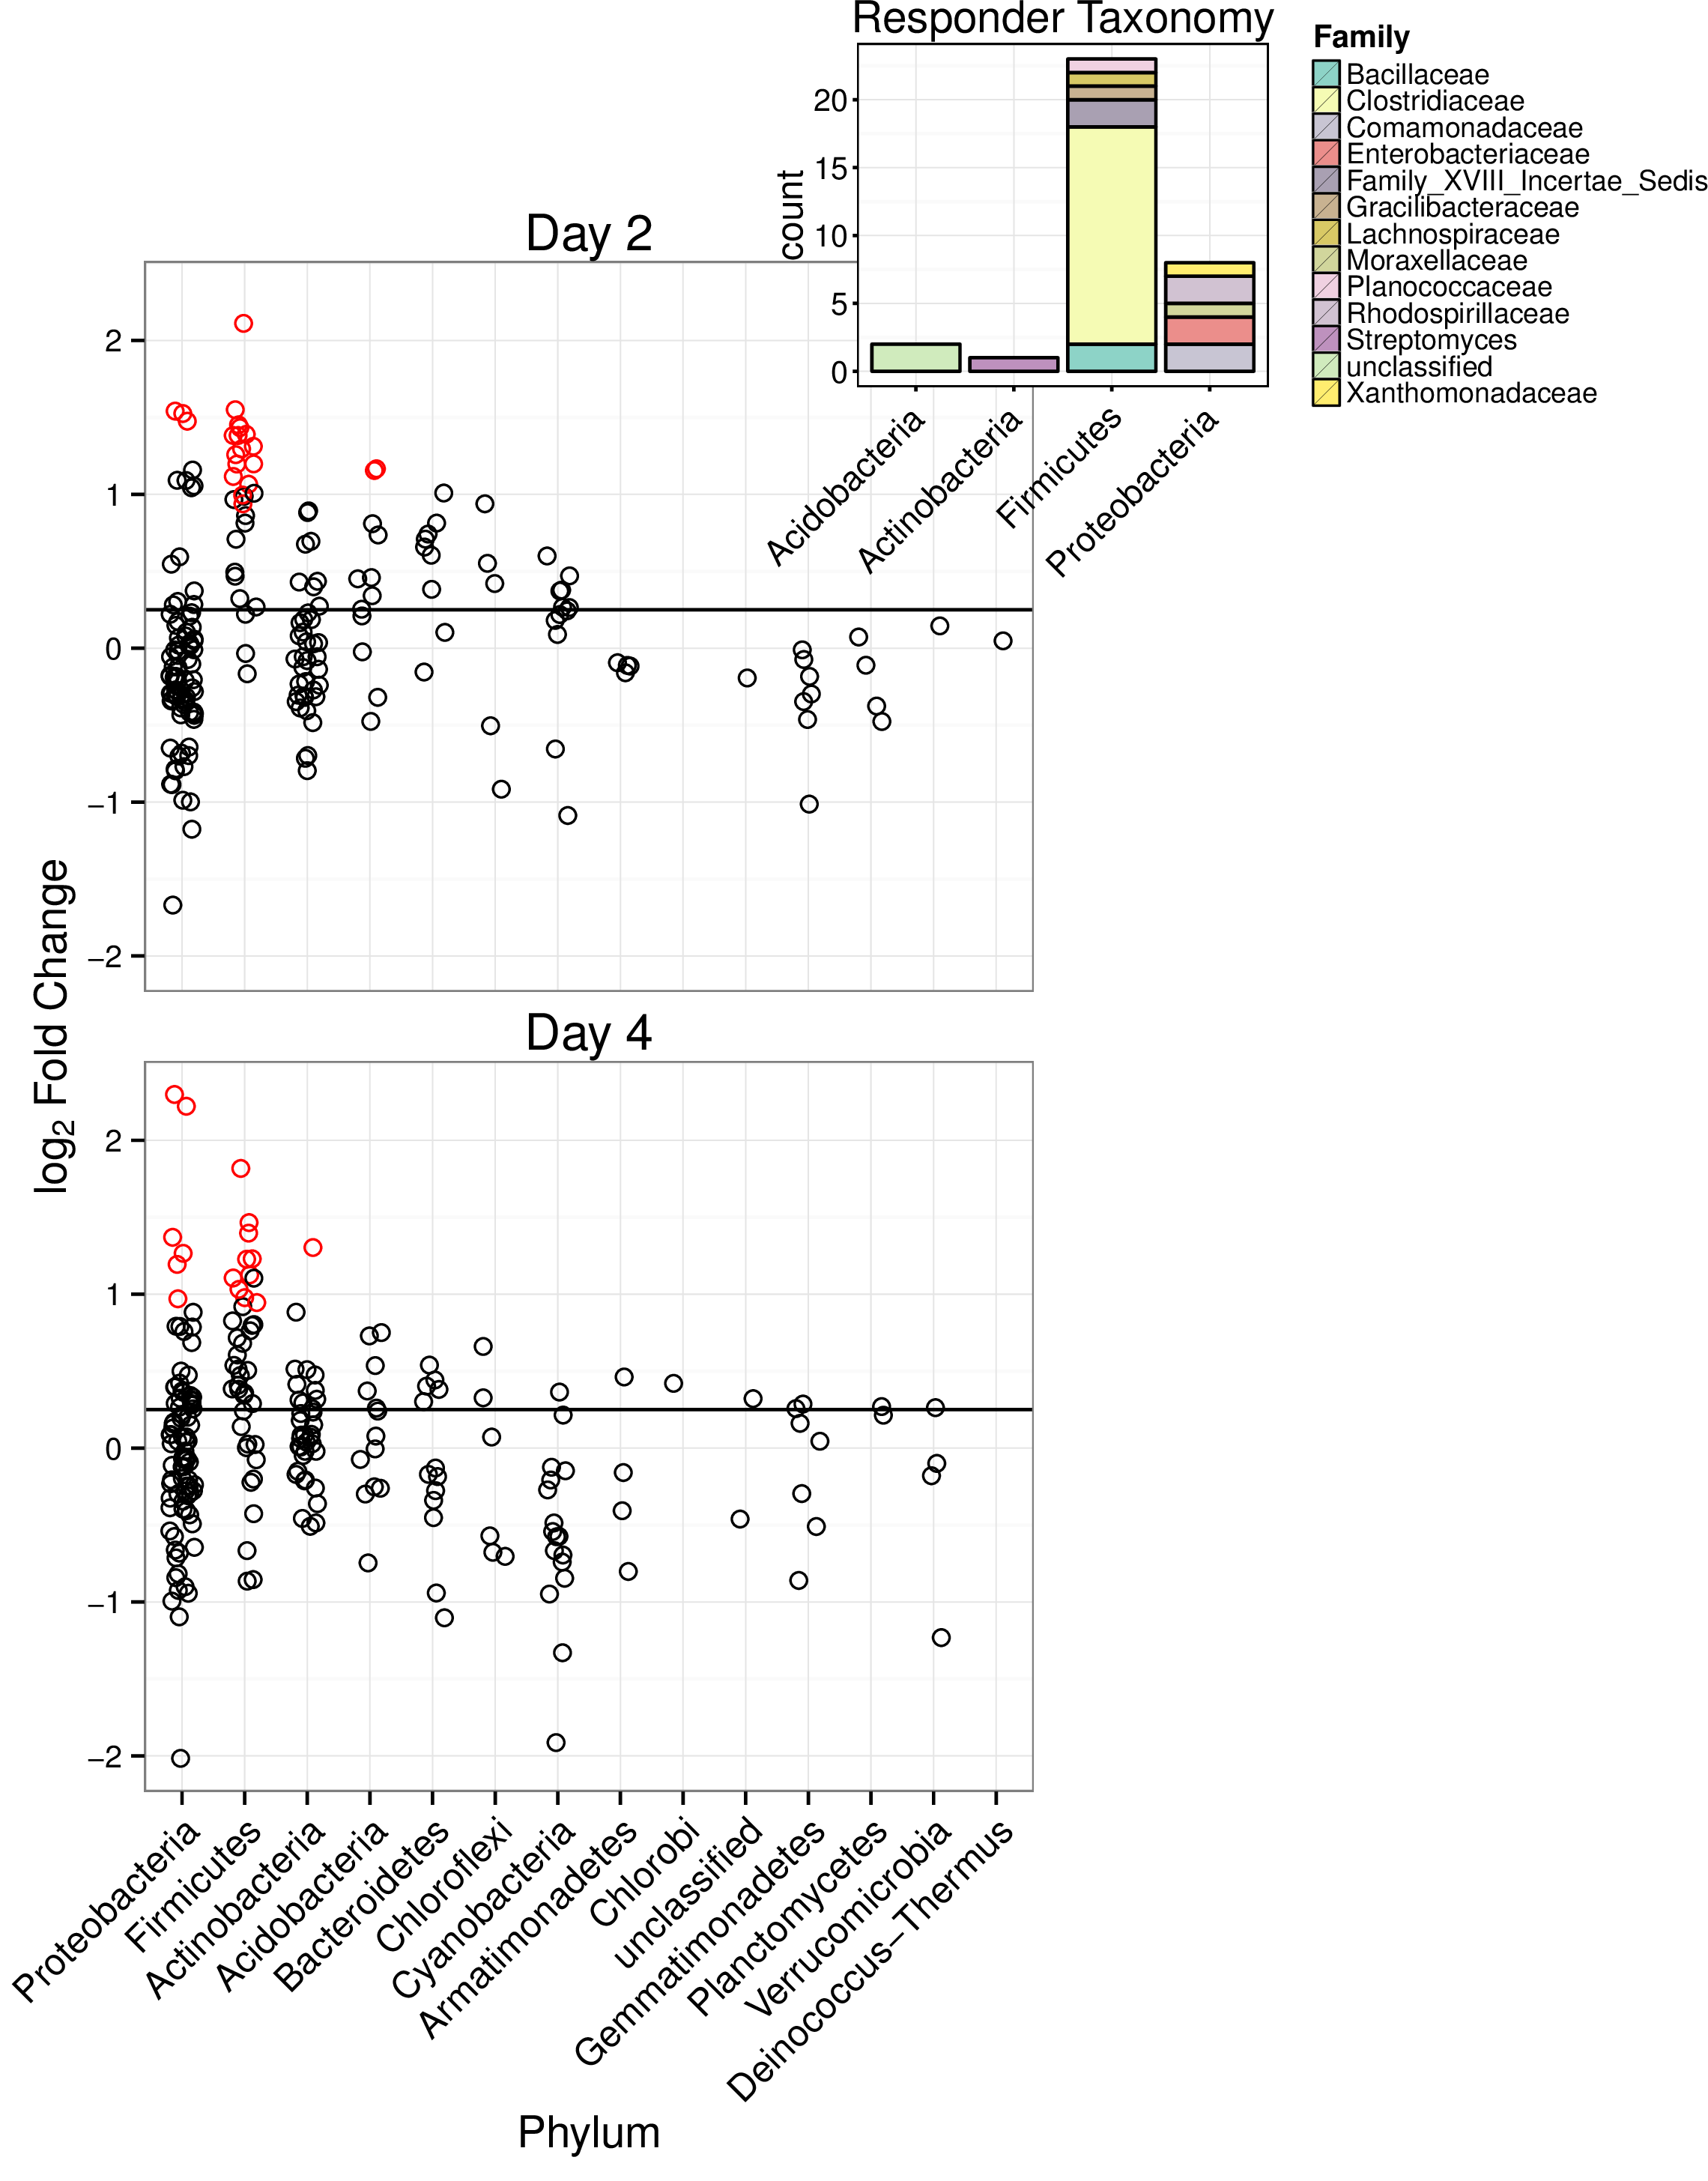 Responder Taxonomy
count
20
15
10
5
0
Acidobacteria
Actinobacteria
Firmicutes
Proteobacteria
Family
Bacillaceae
Clostridiaceae
Comamonadaceae
Enterobacteriaceae
Family_XVIII_Incertae_Sedis
Gracilibacteraceae
Lachnospiraceae
Moraxellaceae
Planococcaceae
Rhodospirillaceae
Streptomyces
unclassified
Xanthomonadaceae
Day 2
2
1
0
−1
−2
log2 Fold Change
Day 4
2
1
0
−1
−2
Proteobacteria
Firmicutes
Actinobacteria
Acidobacteria
Bacteroidetes
Chloroflexi
Cyanobacteria
Armatimonadetes
Chlorobi
unclassified
Gemmatimonadetes
Planctomycetes
Verrucomicrobia
Deinococcus−Thermus
Phylum